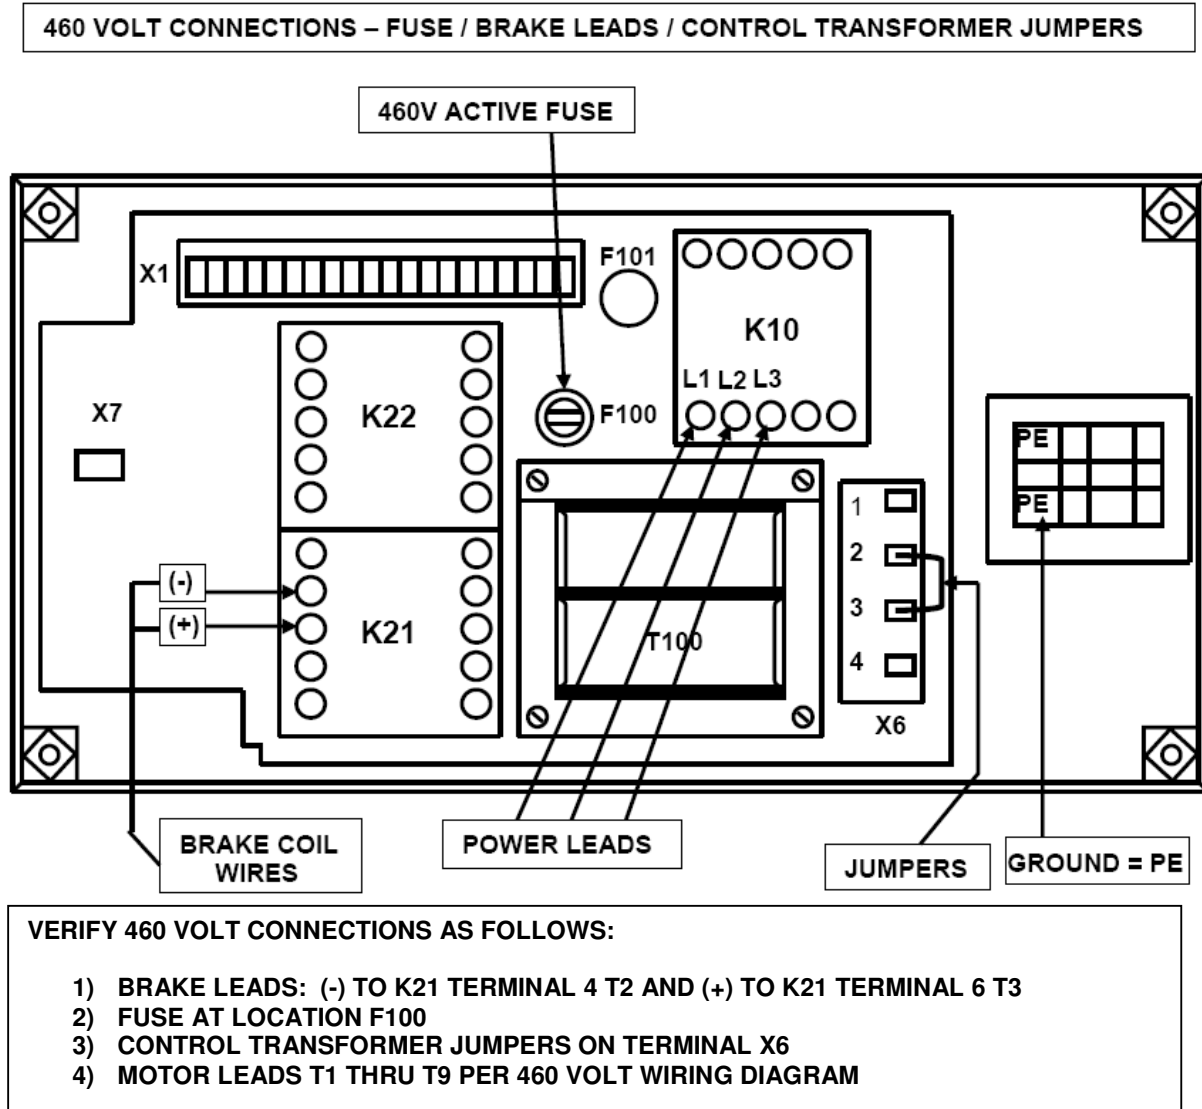 460 VOLT CONNECTIONS – FUSE / BRAKE LEADS / CONTROL TRANSFORMER JUMPERS
460V ACTIVE FUSE
X1
F101
K10
L1 L2 L3
X7
K22
F100
PE
PE
1
2
3
4
X6
(-)
(+)
K21
T100
BRAKE COIL
WIRES
POWER LEADS
JUMPERS
GROUND = PE
VERIFY 460 VOLT CONNECTIONS AS FOLLOWS:
1) BRAKE LEADS: (-) TO K21 TERMINAL 4 T2 AND (+) TO K21 TERMINAL 6 T3
2) FUSE AT LOCATION F100
3) CONTROL TRANSFORMER JUMPERS ON TERMINAL X6
4) MOTOR LEADS T1 THRU T9 PER 460 VOLT WIRING DIAGRAM